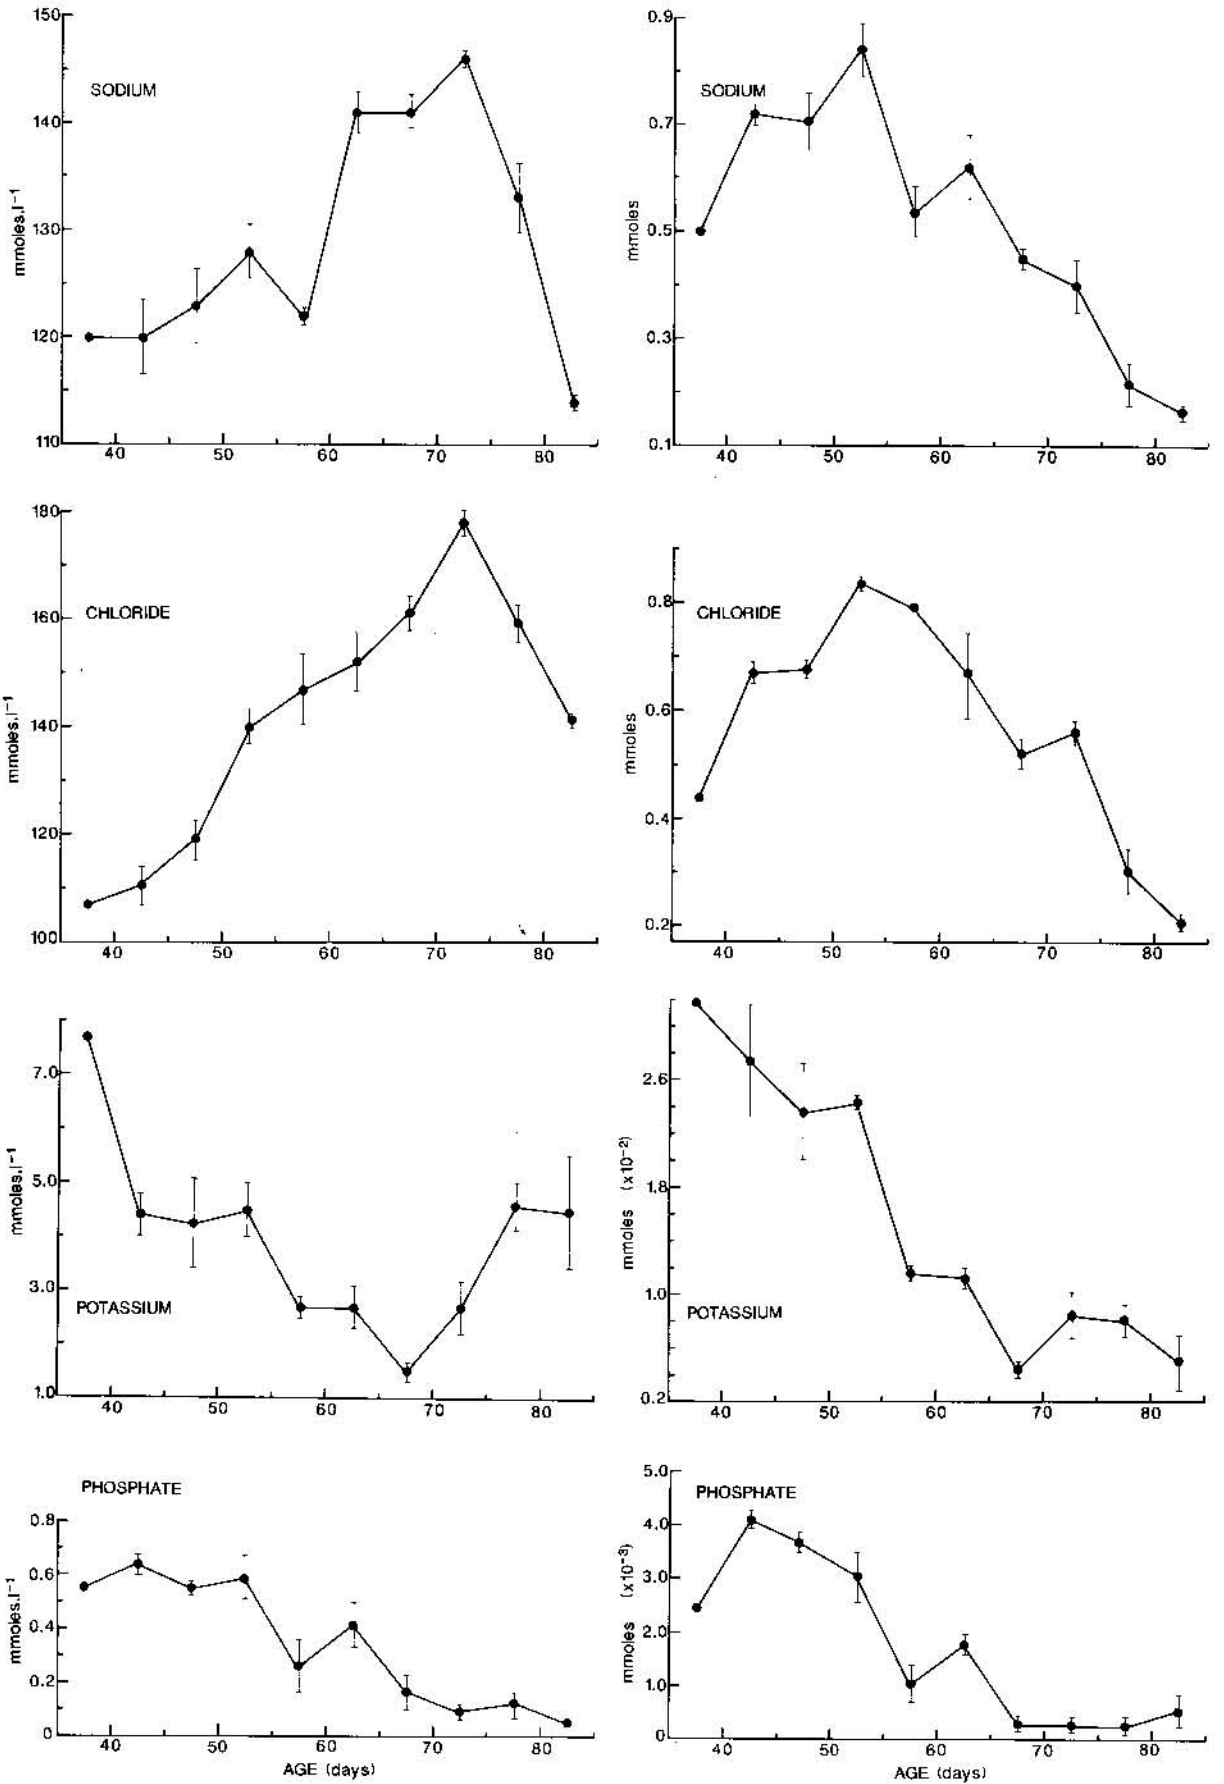 150
140
130
120
110
mmoles.l⁻¹
SODIUM
40 50 60 70 80
0.9
0.7
0.5
0.3
0.1
mmoles
SODIUM
40 50 60 70 80
180
160
140
120
100
mmoles.l⁻¹
CHLORIDE
40 50 60 70 80
0.8
0.6
0.4
0.2
mmoles
CHLORIDE
40 50 60 70 80
7.0
5.0
3.0
1.0
mmoles.l⁻¹
POTASSIUM
40 50 60 70 80
2.6
1.8
1.0
0.2
mmoles (x10⁻²)
POTASSIUM
40 50 60 70 80
PHOSPHATE
0.8
0.6
0.4
0.2
0
mmoles.l⁻¹
40 50 60 70 80
AGE (days)
5.0
4.0
3.0
2.0
1.0
0
mmoles (x10⁻³)
PHOSPHATE
40 50 60 70 80
AGE (days)